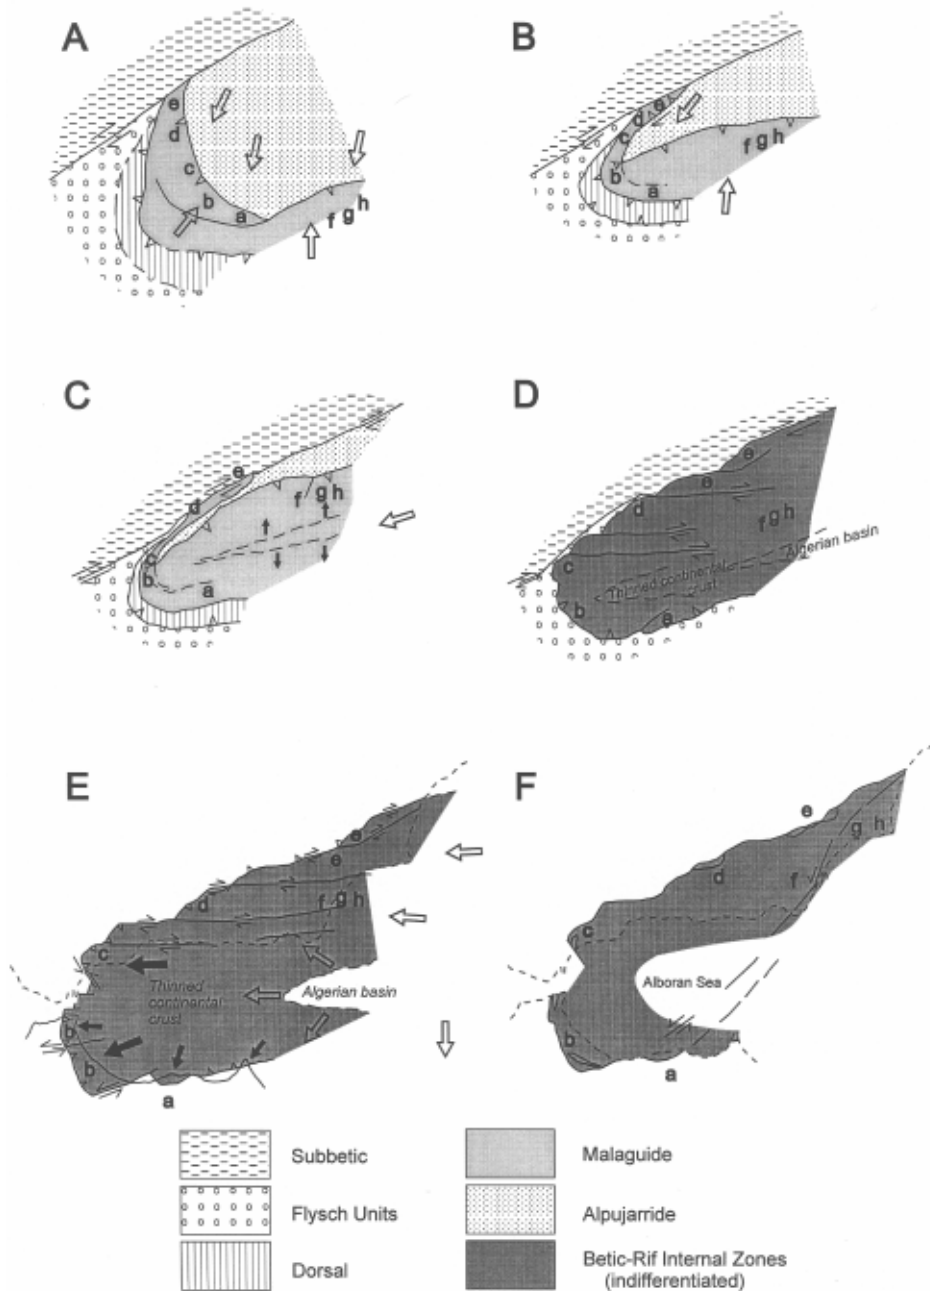 A
e
d
c
b
a
f g h
B
e
d
c
b
a
f g h
C
e
d
c
b
a
f g h
D
e
e
d
c
b
a
f g h
Thinned continental
crust
Algerian basin
E
e
e
d
f g h
c
Thinned
continental
crust
Algerian basin
b
b
a
F
e
g h
d
f
c
Alboran Sea
b
a
Subbetic
Malaguide
Flysch Units
Alpujarride
Dorsal
Betic-Rif Internal Zones
(indifferentiated)